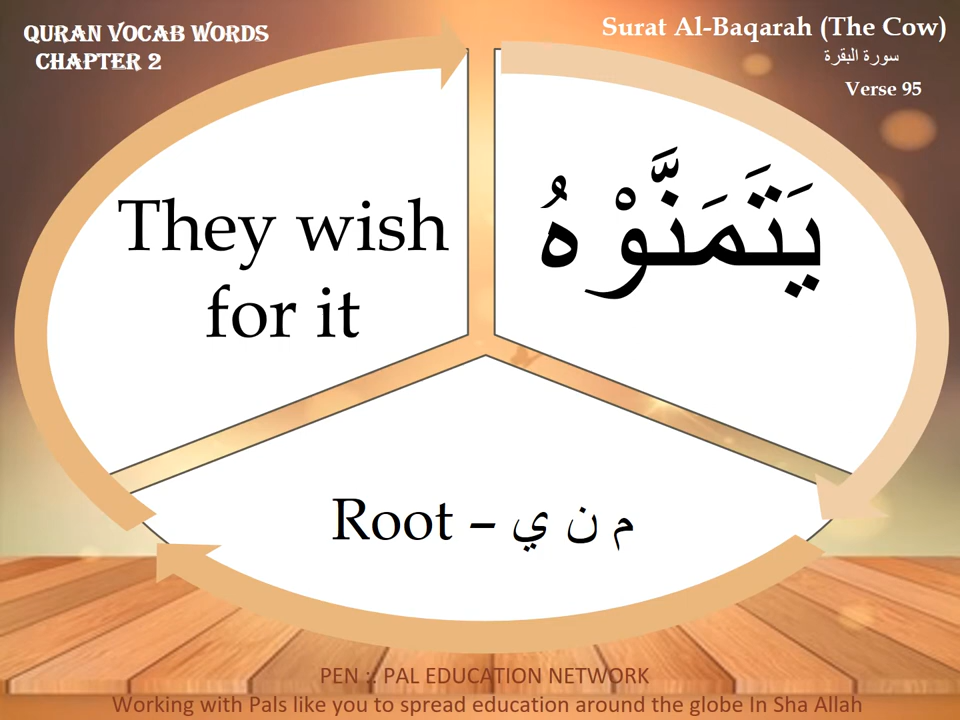 QURAN VOCAB WORDS
CHAPTER 2
Surat Al-Baqarah (The Cow)
سورة البقرة
Verse 95
They wish
for it
يَتَمَنَّوْهُ
Root – م ن ي
PEN :: PAL EDUCATION NETWORK
Working with Pals like you to spread education around the globe In Sha Allah